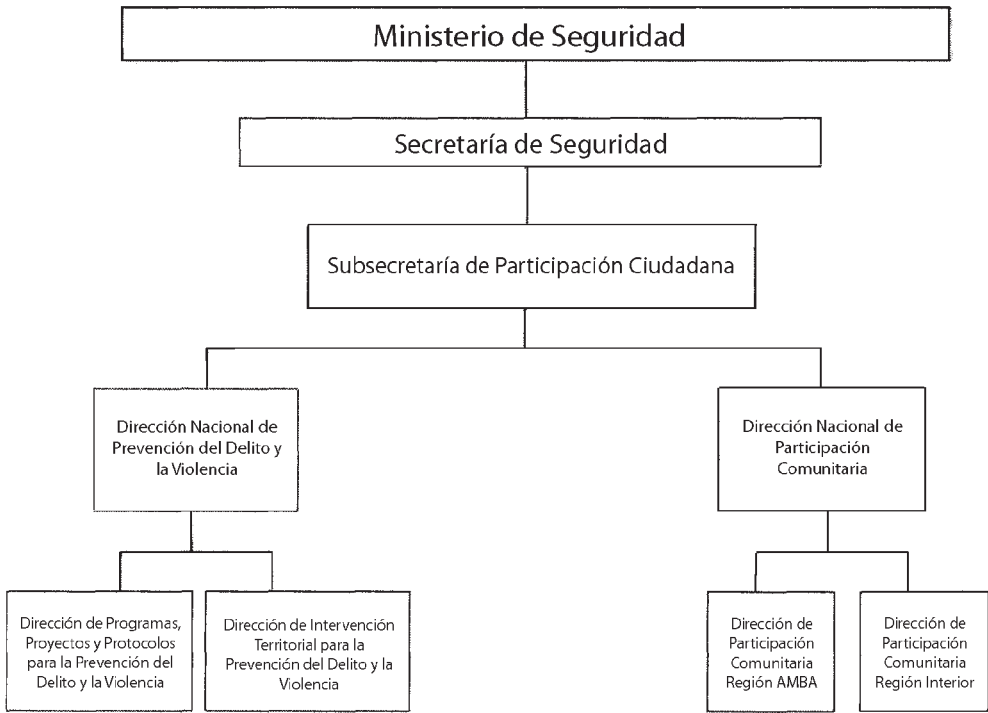 Ministerio de Seguridad
Secretaría de Seguridad
Subsecretaría de Participación Ciudadana
Dirección Nacional de
Prevención del Delito y
la Violencia
Dirección Nacional de
Participación
Comunitaria
Dirección de Programas,
Proyectos y Protocolos
para la Prevención del
Delito y la Violencia
Dirección de Intervención
Territorial para la
Prevención del Delito y la
Violencia
Dirección de
Participación
Comunitaria
Región AMBA
Dirección de
Participación
Comunitaria
Región Interior